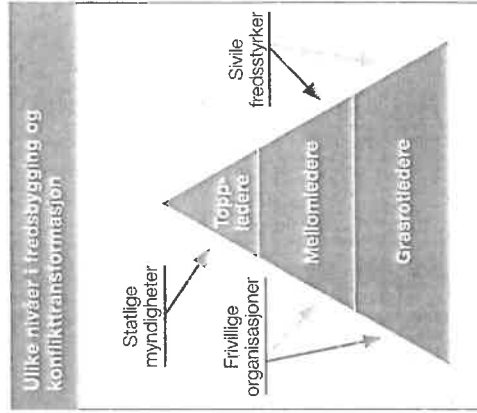 Ulike nivåer i fredsbygging og
konflikttransformasjon
Statlige
myndigheter
Frivillige
organisasjoner
Topp-
ledere
Mellomledere
Grasrotledere
Sivile
fredsstyrker